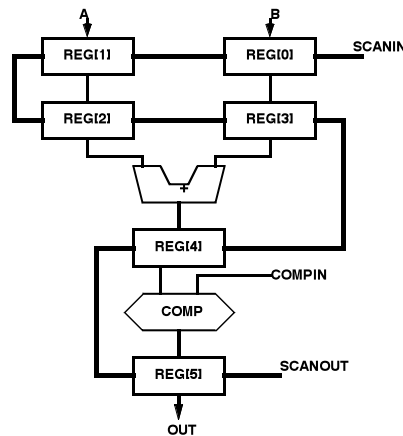 A B
REG[1] REG[0] SCANIN
REG[2] REG[3]
+
REG[4]
COMPIN
COMP
SCANOUT
REG[5]
OUT